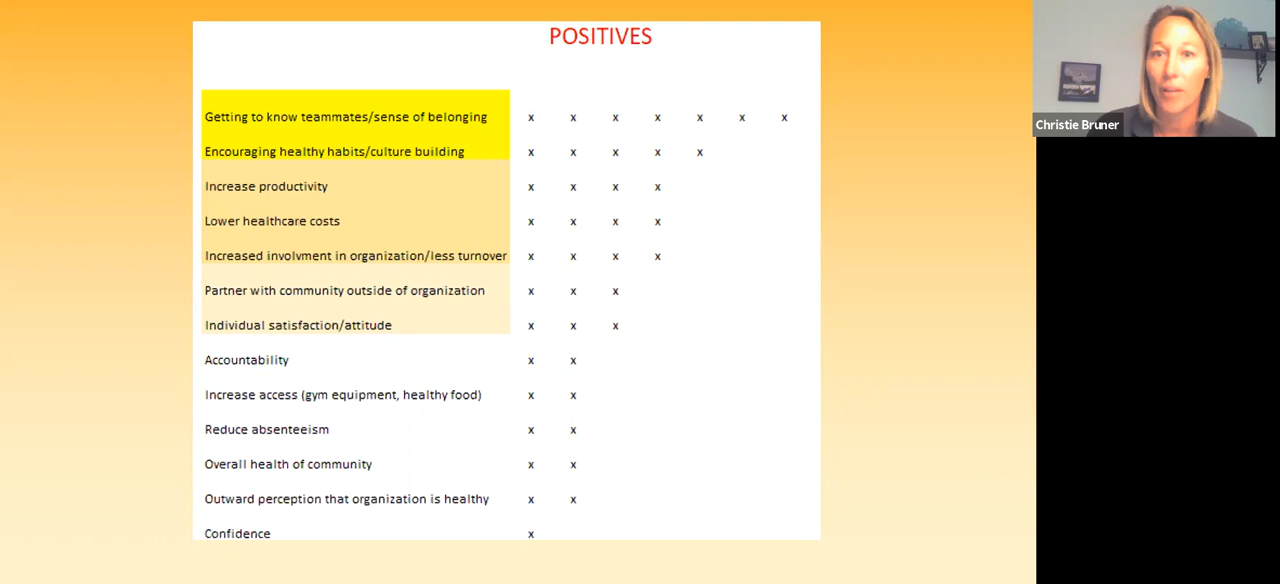 POSITIVES
Christie Bruner
Getting to know teammates/sense of belonging x x x x x x x
Encouraging healthy habits/culture building x x x x x
Increase productivity x x x x
Lower healthcare costs x x x x
Increased involvment in organization/less turnover x x x x
Partner with community outside of organization x x x
Individual satisfaction/attitude x x x
Accountability x x
Increase access (gym equipment, healthy food) x x
Reduce absenteeism x x
Overall health of community x x
Outward perception that organization is healthy x x
Confidence x